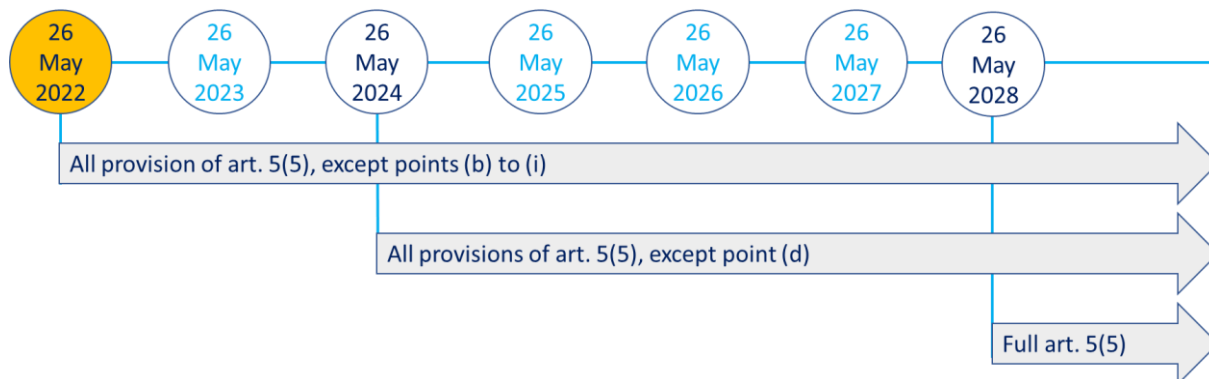 26
May
2022
26
May
2023
26
May
2024
26
May
2025
26
May
2026
26
May
2027
26
May
2028
All provision of art. 5(5), except points (b) to (i)
All provisions of art. 5(5), except point (d)
Full art. 5(5)